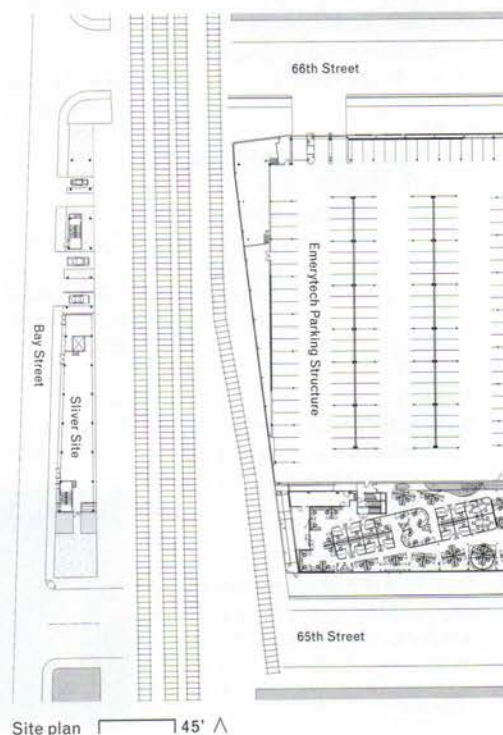 66th Street
Emerytech Parking Structure
Bay Street
Sliver Site
65th Street
Site plan 45'